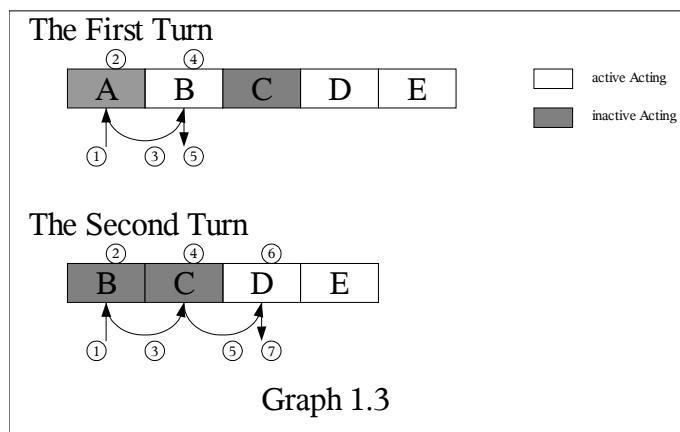 The First Turn
② ④
A B C D E
① ③ ⑤
active Acting
inactive Acting
The Second Turn
② ④ ⑥
B C D E
① ③ ⑤ ⑦
Graph 1.3